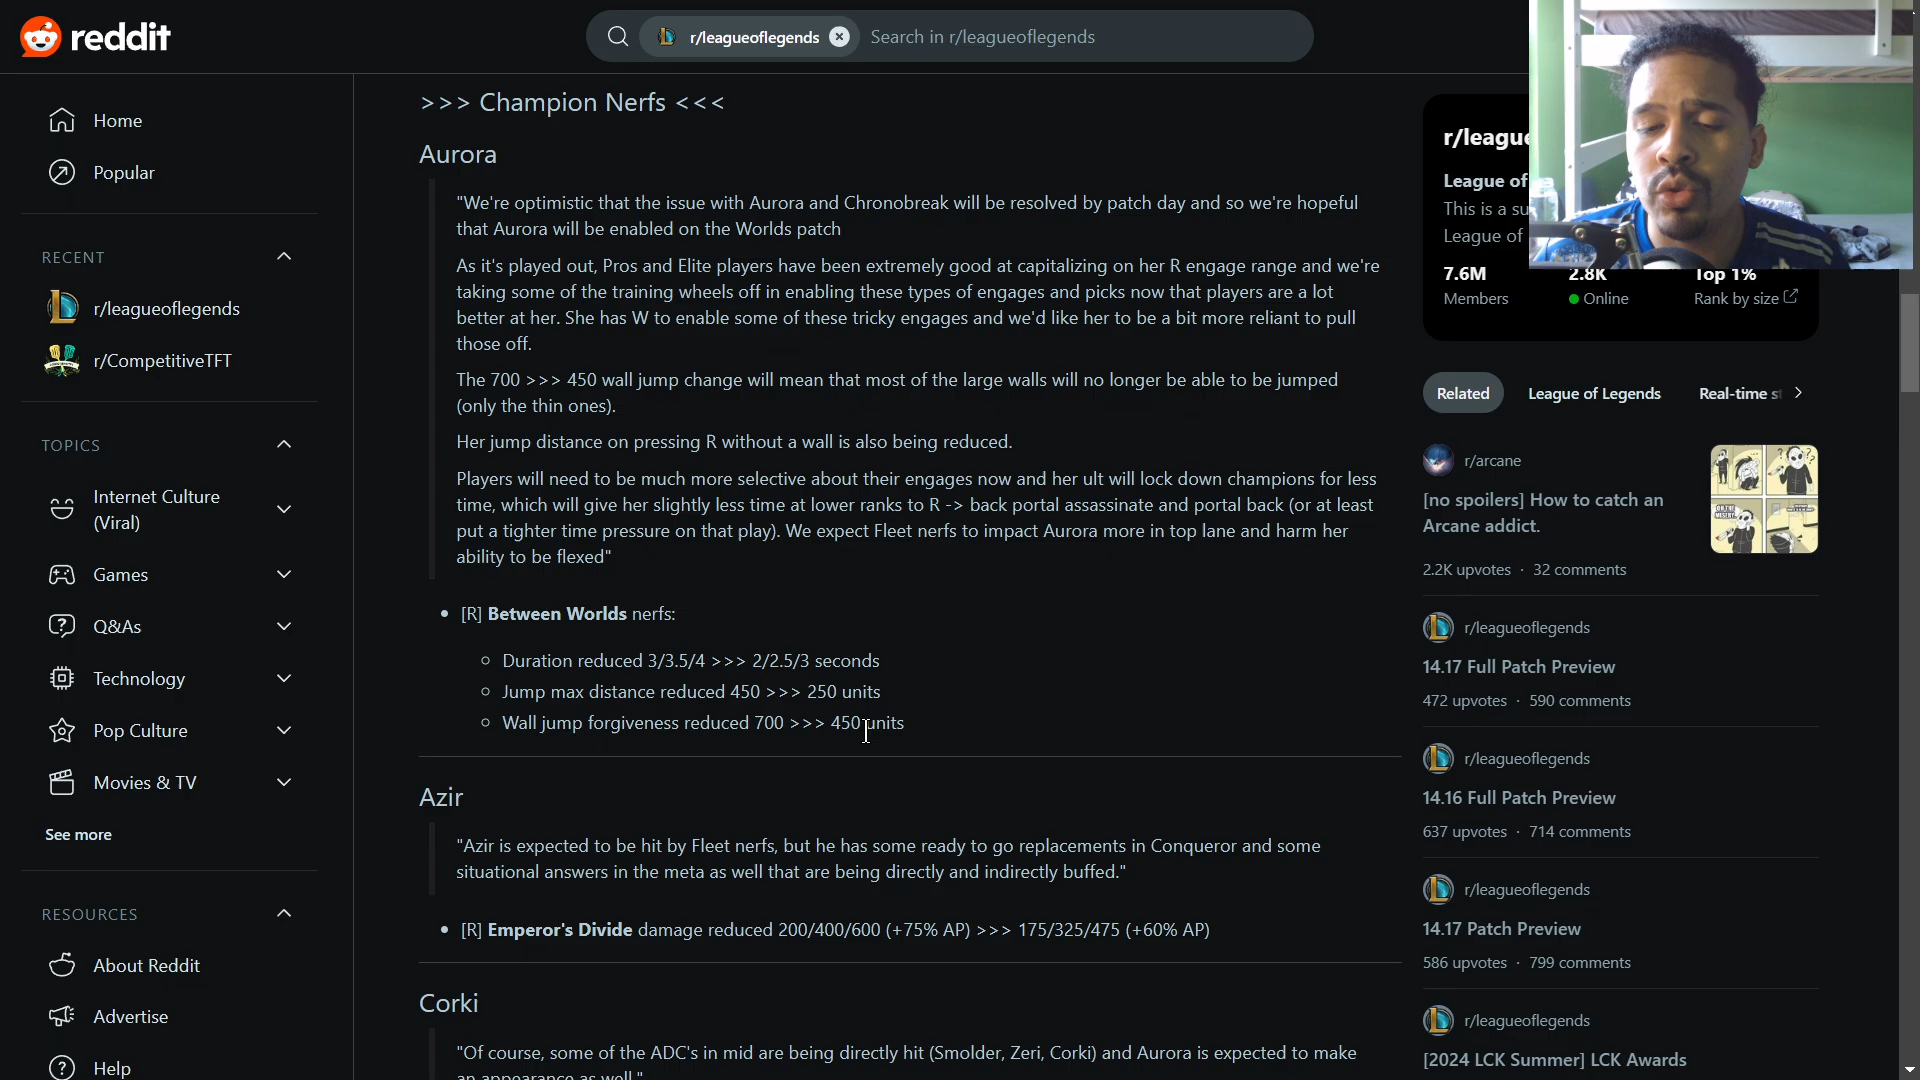 reddit
r/leagueoflegends
Search in r/leagueoflegends
Home
Popular
RECENT
r/leagueoflegends
r/CompetitiveTFT
TOPICS
Internet Culture
(Viral)
Games
Q&As
Technology
Pop Culture
Movies & TV
See more
RESOURCES
About Reddit
Advertise
Help
>>> Champion Nerfs <<<
Aurora
"We're optimistic that the issue with Aurora and Chronobreak will be resolved by patch day and so we're hopeful
that Aurora will be enabled on the Worlds patch
As it's played out, Pros and Elite players have been extremely good at capitalizing on her R engage range and we're
taking some of the training wheels off in enabling these types of engages and picks now that players are a lot
better at her. She has W to enable some of these tricky engages and we'd like her to be a bit more reliant to pull
those off.
The 700 >>> 450 wall jump change will mean that most of the large walls will no longer be able to be jumped
(only the thin ones).
Her jump distance on pressing R without a wall is also being reduced.
Players will need to be much more selective about their engages now and her ult will lock down champions for less
time, which will give her slightly less time at lower ranks to R -> back portal assassinate and portal back (or at least
put a tighter time pressure on that play). We expect Fleet nerfs to impact Aurora more in top lane and harm her
ability to be flexed"
[R] Between Worlds nerfs:
Duration reduced 3/3.5/4 >>> 2/2.5/3 seconds
Jump max distance reduced 450 >>> 250 units
Wall jump forgiveness reduced 700 >>> 450 units
Azir
"Azir is expected to be hit by Fleet nerfs, but he has some ready to go replacements in Conqueror and some
situational answers in the meta as well that are being directly and indirectly buffed."
[R] Emperor's Divide damage reduced 200/400/600 (+75% AP) >>> 175/325/475 (+60% AP)
Corki
"Of course, some of the ADC's in mid are being directly hit (Smolder, Zeri, Corki) and Aurora is expected to make
an appearance as well."
r/league
League of
This is a su
League of
7.6M
Members
2.8K
Online
Top 1%
Rank by size
Related
League of Legends
Real-time s
r/arcane
[no spoilers] How to catch an
Arcane addict.
2.2K upvotes · 32 comments
r/leagueoflegends
14.17 Full Patch Preview
472 upvotes · 590 comments
r/leagueoflegends
14.16 Full Patch Preview
637 upvotes · 714 comments
r/leagueoflegends
14.17 Patch Preview
586 upvotes · 799 comments
r/leagueoflegends
[2024 LCK Summer] LCK Awards